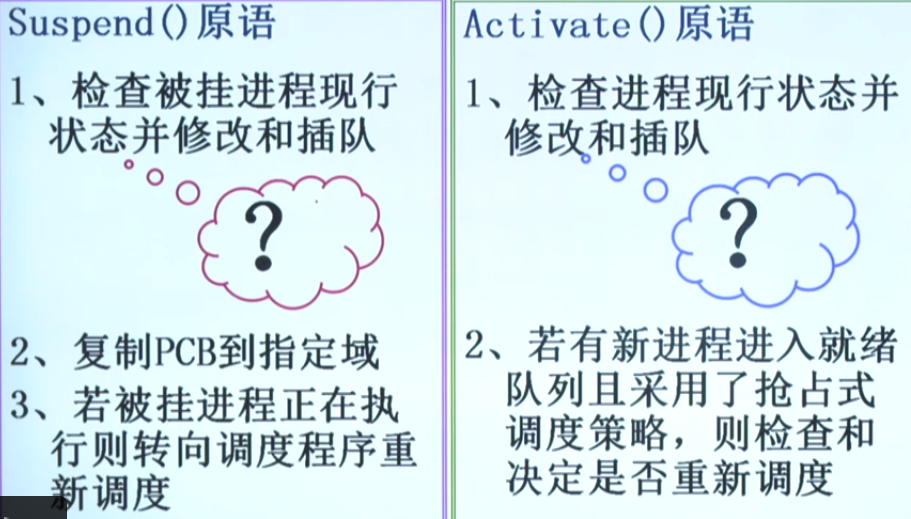 Suspend()原语
1、检查被挂进程现行
状态并修改和插队
?
2、复制PCB到指定域
3、若被挂进程正在执
行则转向调度程序重
新调度
Activate()原语
1、检查进程现行状态并
修改和插队
?
2、若有新进程进入就绪
队列且采用了抢占式
调度策略，则检查和
决定是否重新调度